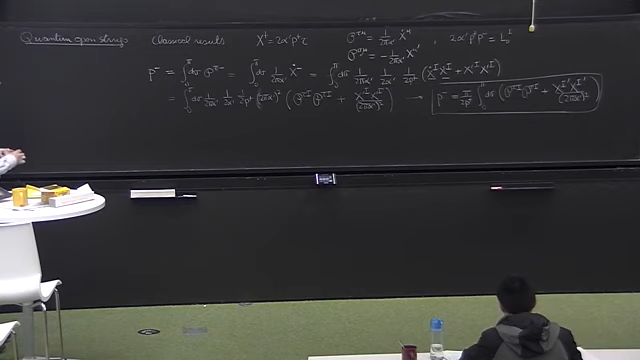 Quantum open strings   Classical results   X⁺ = 2α' p⁺ τ   𝒫^{τμ} = 1/(2πα') Ẋ^μ ,   2α' p⁺ p⁻ = L₀^⊥
𝒫^{σμ} = −1/(2πα') X^{μ'}
p⁻ = ∫₀^π dσ 𝒫^{τ−} = ∫₀^π dσ 1/(2πα') Ẋ⁻ = ∫₀^π dσ 1/(2πα') 1/(2α') 1/(2p⁺) (Ẋ^I Ẋ^I + X'^I X'^I)
= ∫₀^π dσ 1/(2πα') 1/(2α') 1/(2p⁺) (2πα')² (𝒫^{τI} 𝒫^{τI} + X'^I X'^I/(2πα')²) → p⁻ = π/(2p⁺) ∫₀^π dσ (𝒫^{τI} 𝒫^{τI} + X^{I'} X^{I'}/(2πα')²)